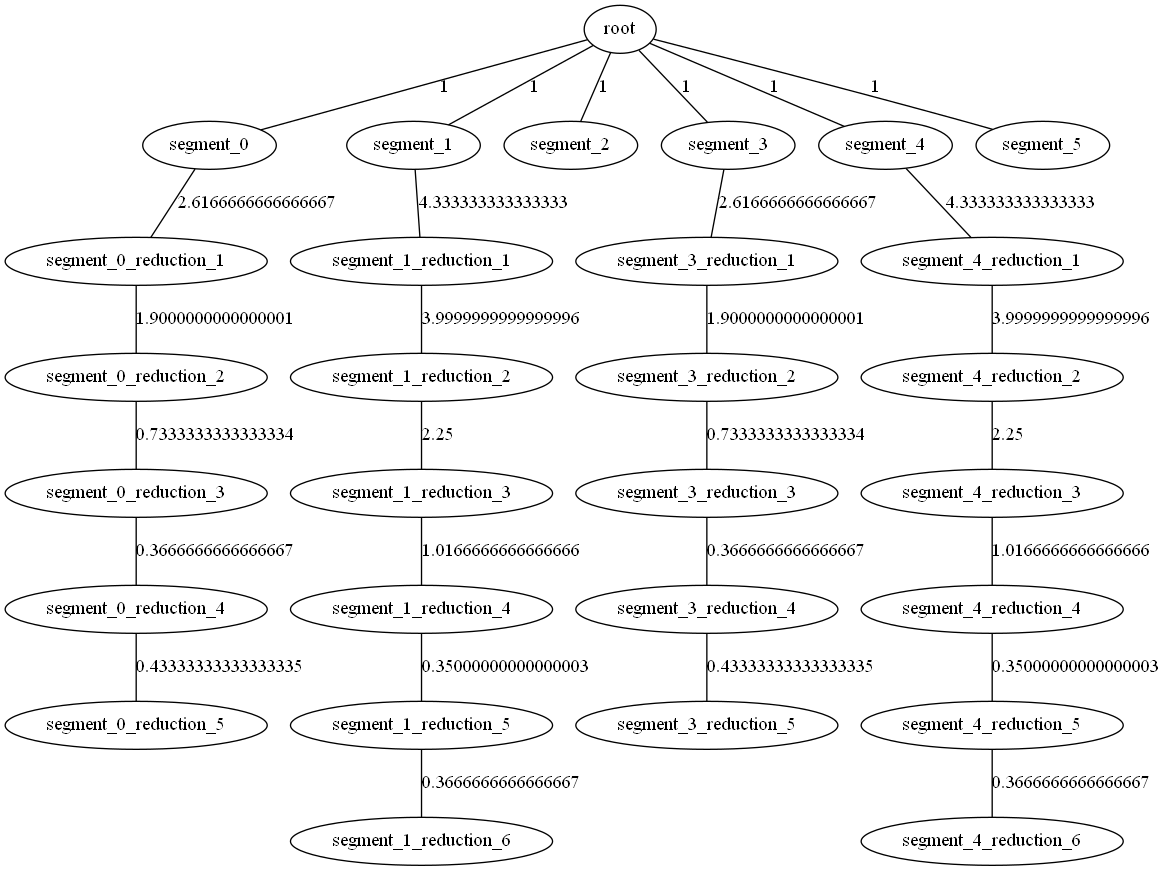 root
1 1 1 1 1 1
segment_0 segment_1 segment_2 segment_3 segment_4 segment_5
2.6166666666666667 4.333333333333333 2.6166666666666667 4.333333333333333
segment_0_reduction_1 segment_1_reduction_1 segment_3_reduction_1 segment_4_reduction_1
1.9000000000000001 3.9999999999999996 1.9000000000000001 3.9999999999999996
segment_0_reduction_2 segment_1_reduction_2 segment_3_reduction_2 segment_4_reduction_2
0.7333333333333334 2.25 0.7333333333333334 2.25
segment_0_reduction_3 segment_1_reduction_3 segment_3_reduction_3 segment_4_reduction_3
0.3666666666666667 1.0166666666666666 0.3666666666666667 1.0166666666666666
segment_0_reduction_4 segment_1_reduction_4 segment_3_reduction_4 segment_4_reduction_4
0.43333333333333335 0.35000000000000003 0.43333333333333335 0.35000000000000003
segment_0_reduction_5 segment_1_reduction_5 segment_3_reduction_5 segment_4_reduction_5
0.3666666666666667 0.3666666666666667
segment_1_reduction_6 segment_4_reduction_6